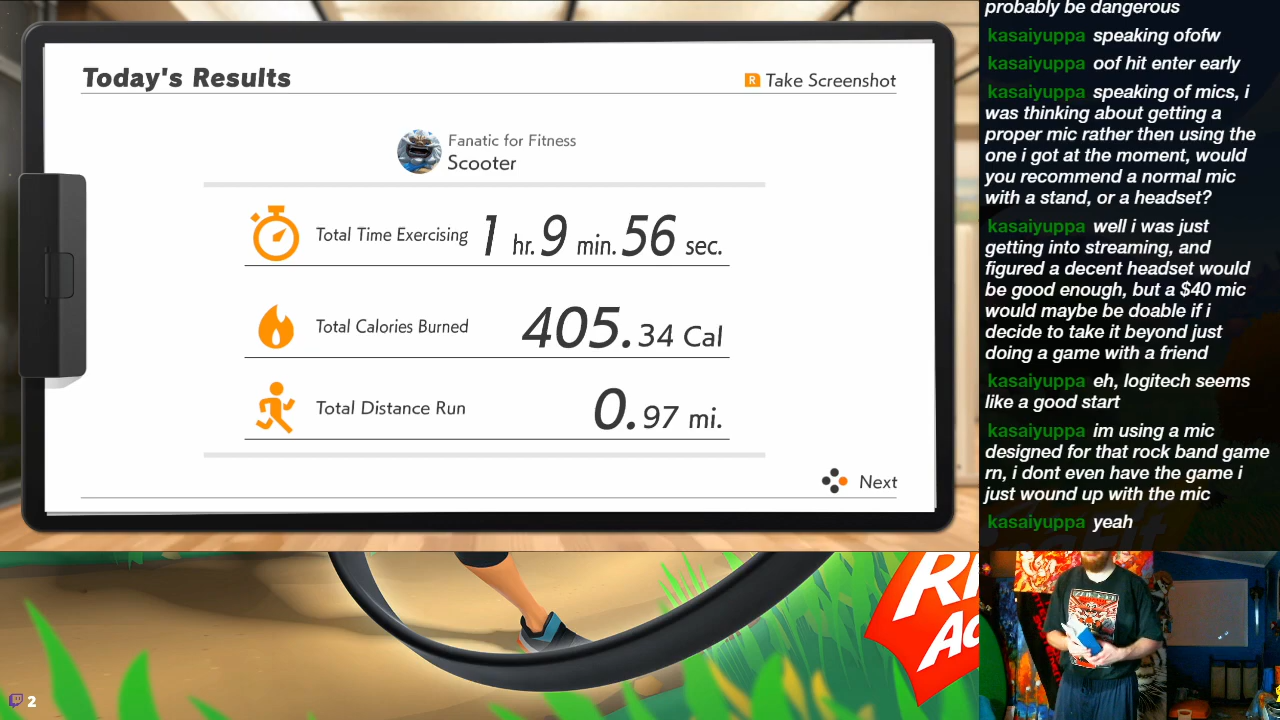 Today's Results
R Take Screenshot
Fanatic for Fitness
Scooter
Total Time Exercising 1 hr. 9 min. 56 sec.
Total Calories Burned 405.34 Cal
Total Distance Run 0.97 mi.
Next
2
probably be dangerous
kasaiyuppa speaking ofofw
kasaiyuppa oof hit enter early
kasaiyuppa speaking of mics, i
was thinking about getting a
proper mic rather then using the
one i got at the moment, would
you recommend a normal mic
with a stand, or a headset?
kasaiyuppa well i was just
getting into streaming, and
figured a decent headset would
be good enough, but a $40 mic
would maybe be doable if i
decide to take it beyond just
doing a game with a friend
kasaiyuppa eh, logitech seems
like a good start
kasaiyuppa im using a mic
designed for that rock band game
rn, i dont even have the game i
just wound up with the mic
kasaiyuppa yeah